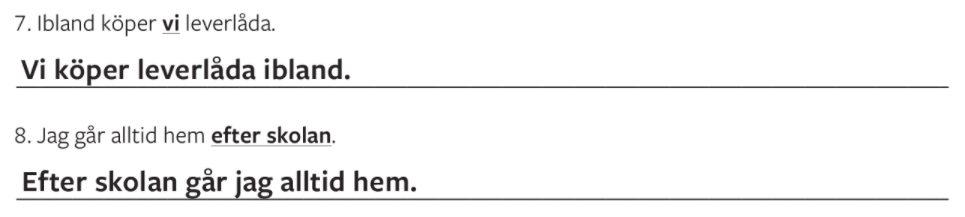 7. Ibland köper vi leverlåda.
Vi köper leverlåda ibland.
8. Jag går alltid hem efter skolan.
Efter skolan går jag alltid hem.